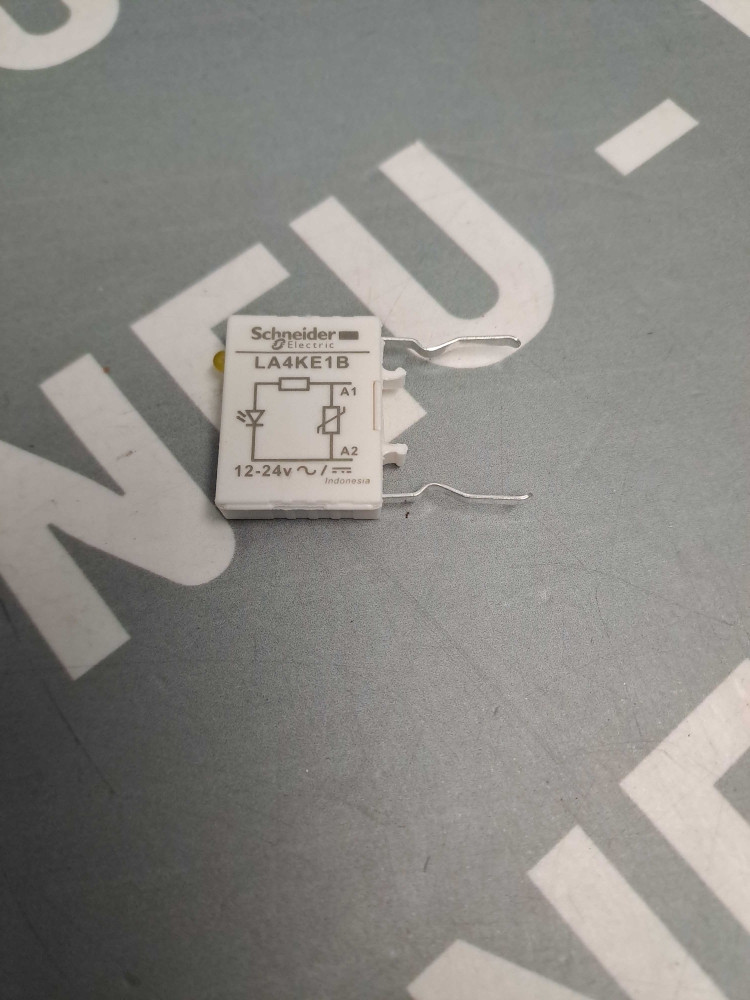 NEU -
Schneider
Electric
LA4KE1B
A1
A2
12-24v ~ / ⎓
Indonesia